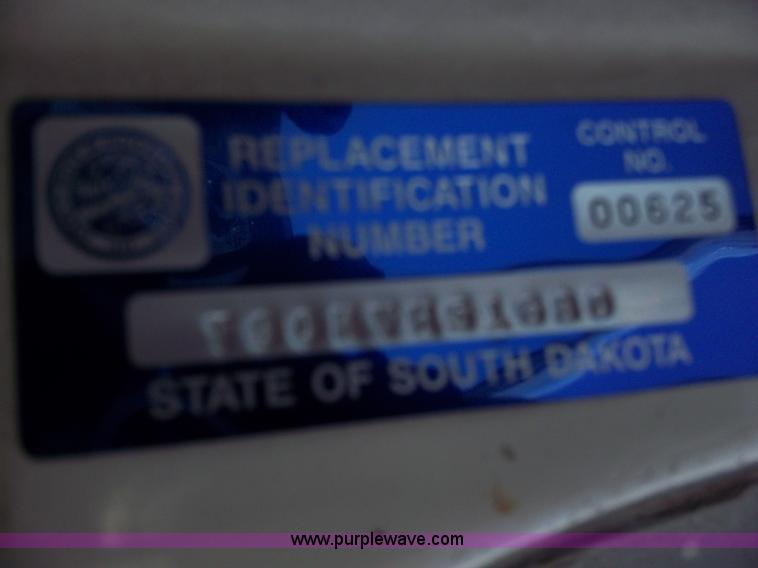 REPLACEMENT
IDENTIFICATION
NUMBER
CONTROL
NO.
00625
STATE OF SOUTH DAKOTA
www.purplewave.com